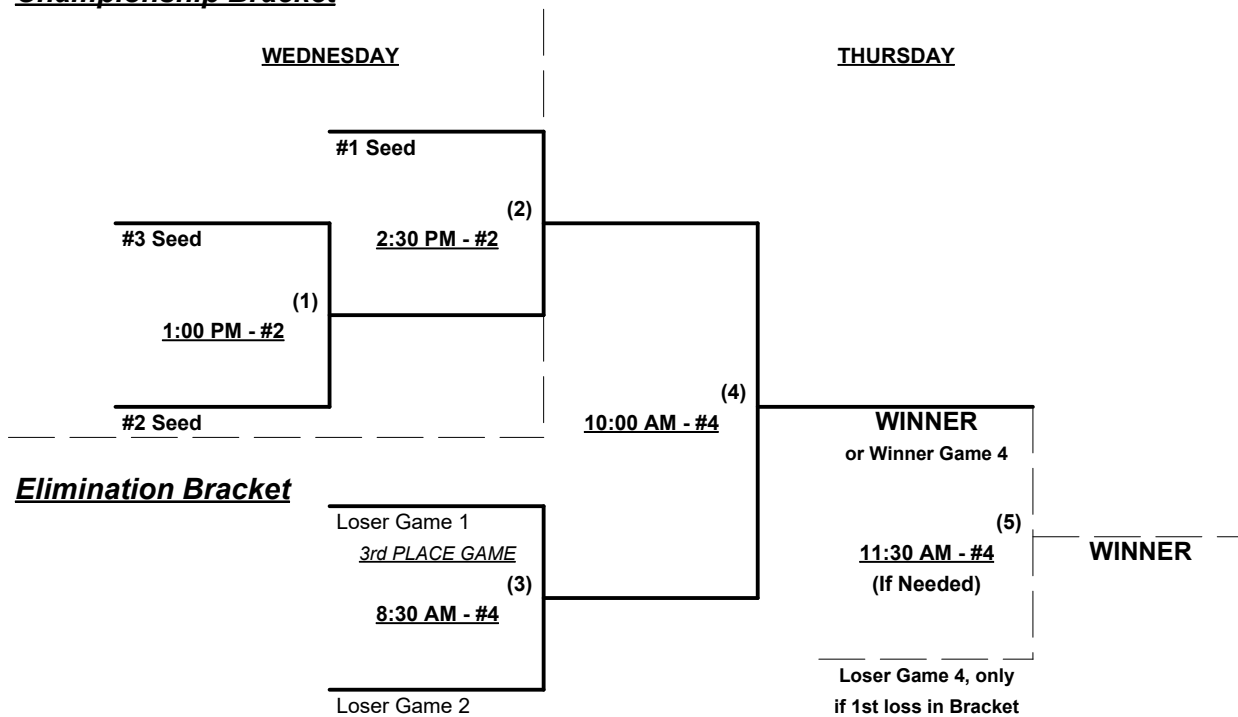 Championship Bracket
WEDNESDAY
THURSDAY
#1 Seed
(2)
2:30 PM - #2
#3 Seed
(1)
1:00 PM - #2
#2 Seed
(4)
10:00 AM - #4
WINNER
or Winner Game 4
Elimination Bracket
Loser Game 1
3rd PLACE GAME
(3)
8:30 AM - #4
Loser Game 2
(5)
11:30 AM - #4
(If Needed)
WINNER
Loser Game 4, only
if 1st loss in Bracket